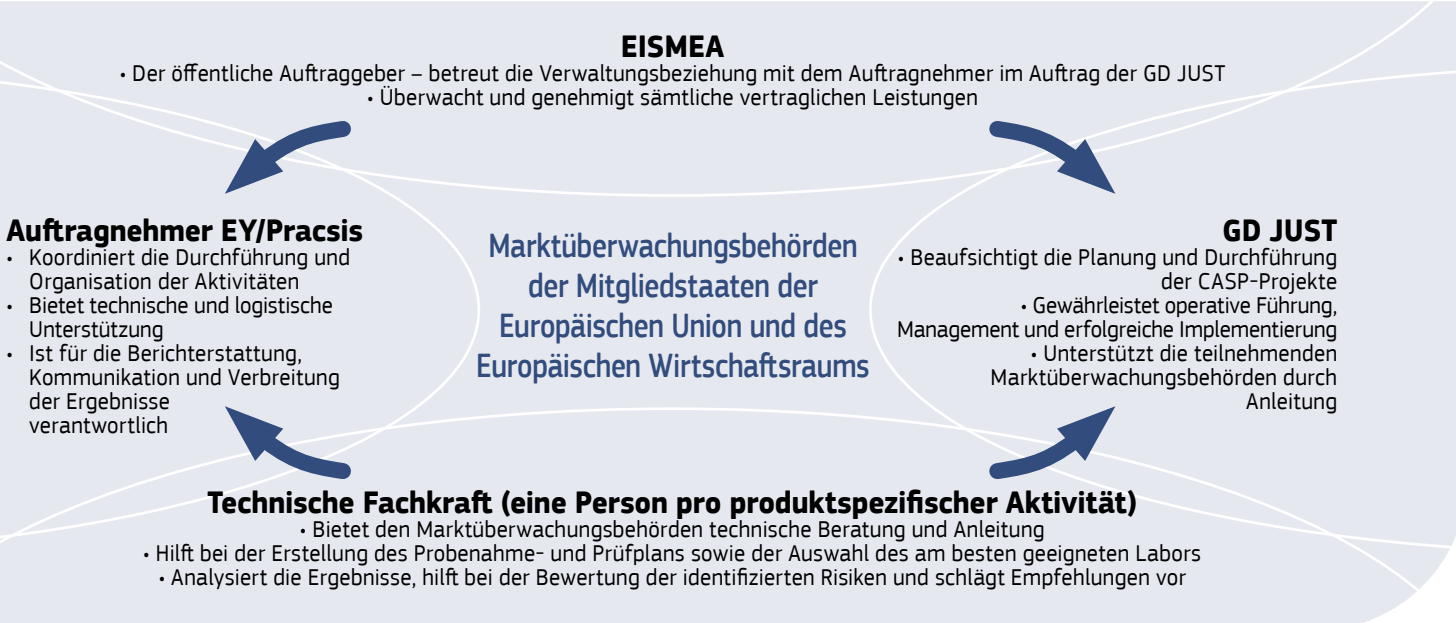 EISMEA
• Der öffentliche Auftraggeber – betreut die Verwaltungsbeziehung mit dem Auftragnehmer im Auftrag der GD JUST
• Überwacht und genehmigt sämtliche vertraglichen Leistungen
Auftragnehmer EY/Pracsis
• Koordiniert die Durchführung und
Organisation der Aktivitäten
• Bietet technische und logistische
Unterstützung
• Ist für die Berichterstattung,
Kommunikation und Verbreitung
der Ergebnisse
verantwortlich
Marktüberwachungsbehörden
der Mitgliedstaaten der
Europäischen Union und des
Europäischen Wirtschaftsraums
GD JUST
• Beaufsichtigt die Planung und Durchführung
der CASP-Projekte
• Gewährleistet operative Führung,
Management und erfolgreiche Implementierung
• Unterstützt die teilnehmenden
Marktüberwachungsbehörden durch
Anleitung
Technische Fachkraft (eine Person pro produktspezifischer Aktivität)
• Bietet den Marktüberwachungsbehörden technische Beratung und Anleitung
• Hilft bei der Erstellung des Probenahme- und Prüfplans sowie der Auswahl des am besten geeigneten Labors
• Analysiert die Ergebnisse, hilft bei der Bewertung der identifizierten Risiken und schlägt Empfehlungen vor